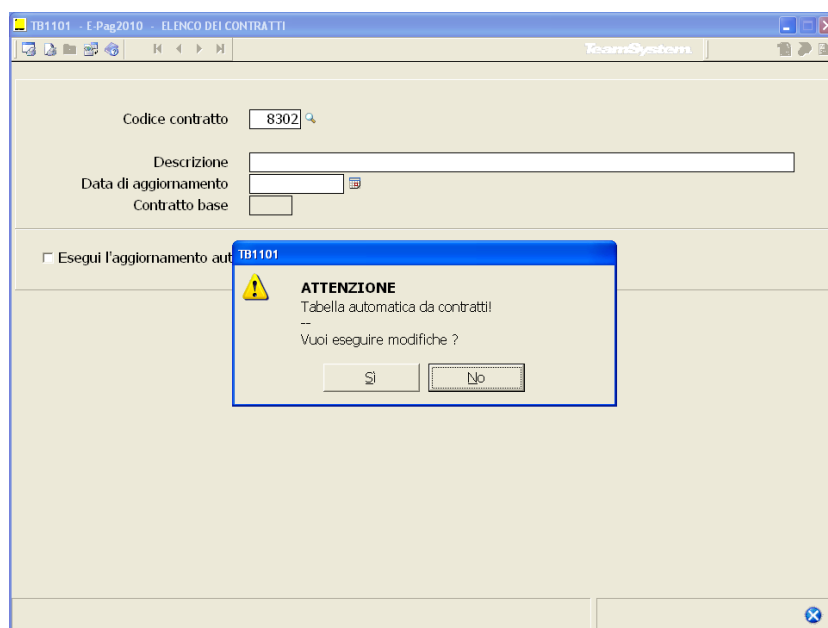 TB1101 - E-Pag2010 - ELENCO DEI CONTRATTI
TeamSystem
Codice contratto 8302
Descrizione
Data di aggiornamento
Contratto base
Esegui l'aggiornamento aut
TB1101
ATTENZIONE
Tabella automatica da contratti!
--
Vuoi eseguire modifiche ?
Sì No